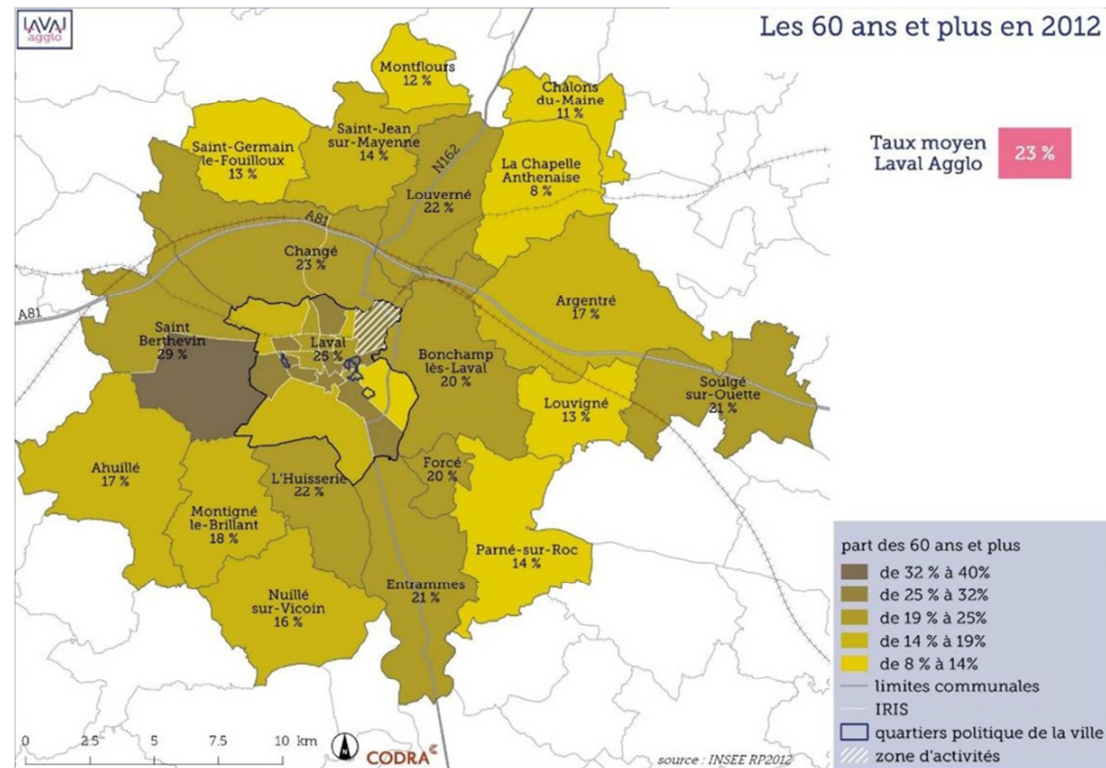 LAVAL
agglo
Les 60 ans et plus en 2012
Taux moyen
Laval Agglo
23 %
Montflours
12 %
Châlons
du-Maine
11 %
Saint-Germain
le-Fouilloux
13 %
Saint-Jean
sur-Mayenne
14 %
N162
La Chapelle
Anthenaise
8 %
Louverné
22 %
A81
Changé
23 %
Argentré
17 %
A81
Saint
Berthevin
29 %
Laval
25 %
Bonchamp
lès-Laval
20 %
Louvigné
13 %
Soulgé
sur-Ouette
21 %
Ahuillé
17 %
L'Huisserie
22 %
Forcé
20 %
Montigné
le-Brillant
18 %
Parné-sur-Roc
14 %
Entrammes
21 %
Nuillé
sur-Vicoin
16 %
part des 60 ans et plus
de 32 % à 40%
de 25 % à 32%
de 19 % à 25%
de 14 % à 19%
de 8 % à 14%
limites communales
IRIS
quartiers politique de la ville
zone d'activités
0 2.5 5 7.5 10 km
N
CODRA
source : INSEE RP2012